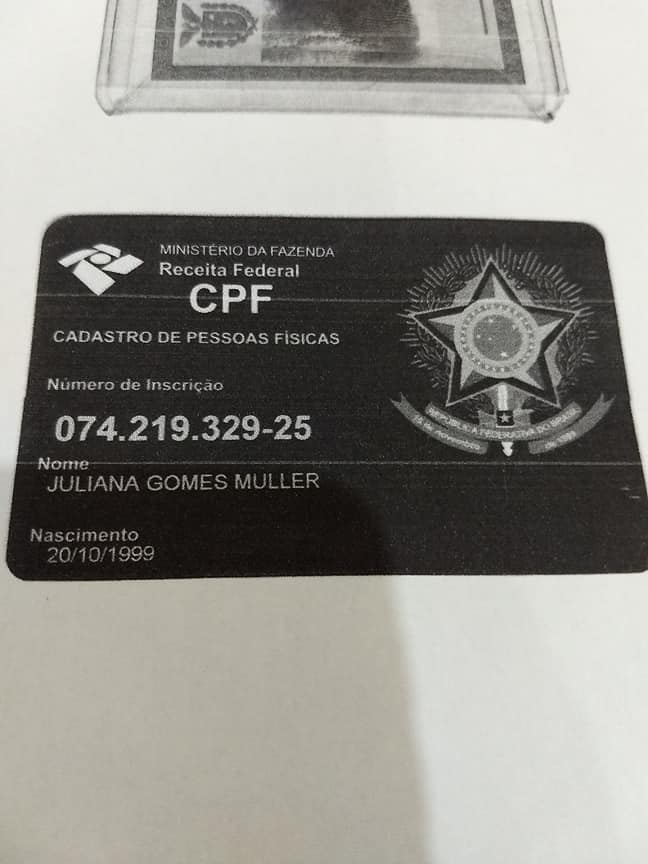 MINISTÉRIO DA FAZENDA
Receita Federal
CPF
CADASTRO DE PESSOAS FÍSICAS
Número de Inscrição
074.219.329-25
Nome
JULIANA GOMES MULLER
Nascimento
20/10/1999
REPÚBLICA FEDERATIVA DO BRASIL
15 de novembro de 1889